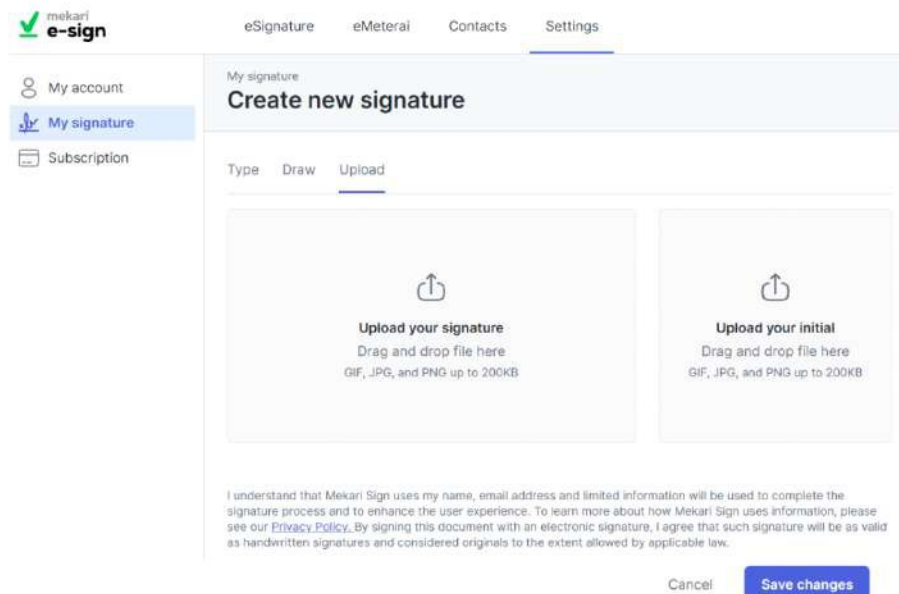 mekari
e-sign
eSignature eMeterai Contacts Settings
My account
My signature
Subscription
My signature
Create new signature
Type Draw Upload
Upload your signature
Drag and drop file here
GIF, JPG, and PNG up to 200KB
Upload your initial
Drag and drop file here
GIF, JPG, and PNG up to 200KB
I understand that Mekari Sign uses my name, email address and limited information will be used to complete the
signature process and to enhance the user experience. To learn more about how Mekari Sign uses information, please
see our Privacy Policy. By signing this document with an electronic signature, I agree that such signature will be as valid
as handwritten signatures and considered originals to the extent allowed by applicable law.
Cancel Save changes